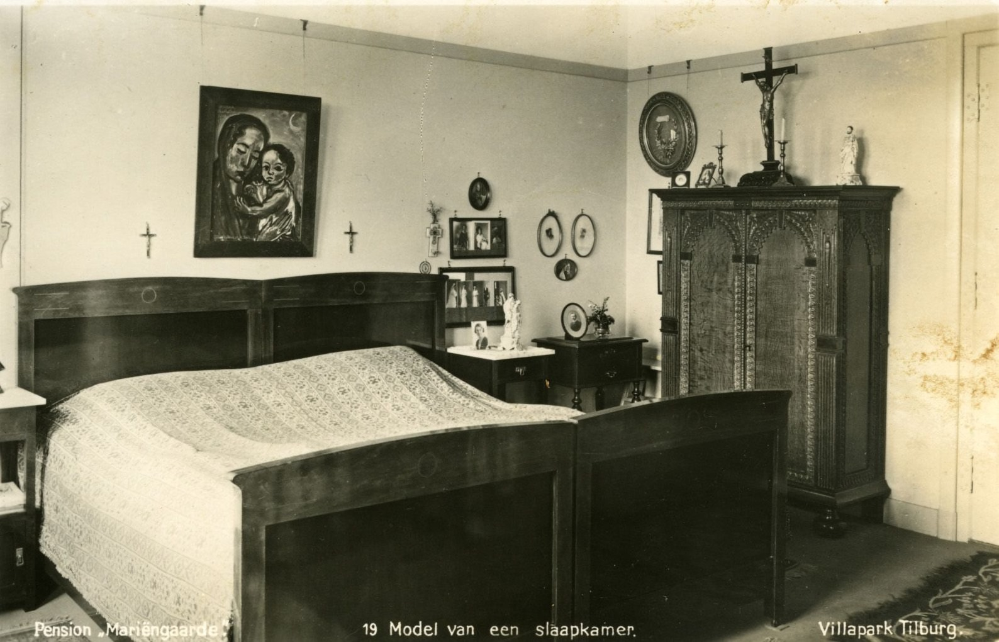 Pension „Mariëngaarde." 19 Model van een slaapkamer. Villapark Tilburg.